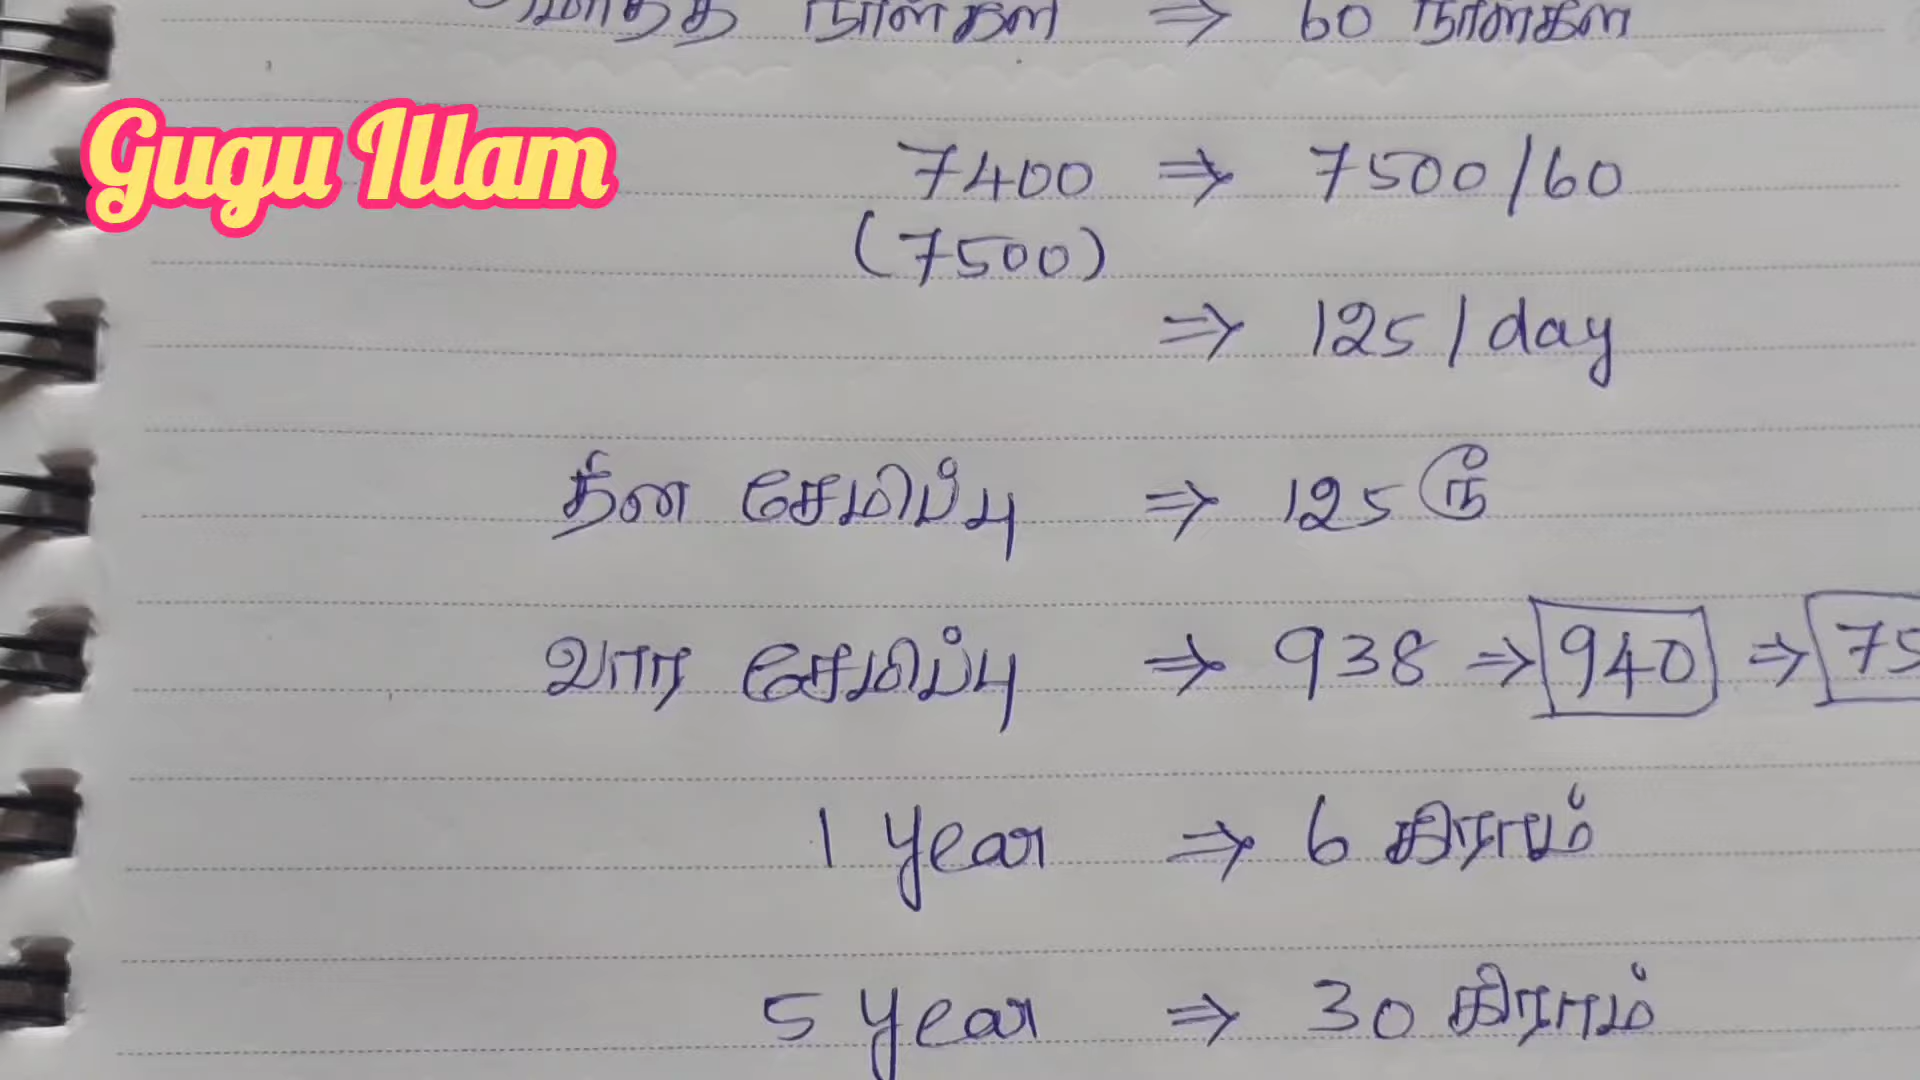 மொத்த நாள்கள் ⇒ 60 நாள்கள்
Gugu Illam
7400 ⇒ 7500/60
(7500)
⇒ 125/day
தின சேமிப்பு ⇒ 125 ரூ
வார சேமிப்பு ⇒ 938 ⇒ 940 ⇒ 75
1 year ⇒ 6 கிராம்
5 year ⇒ 30 கிராம்